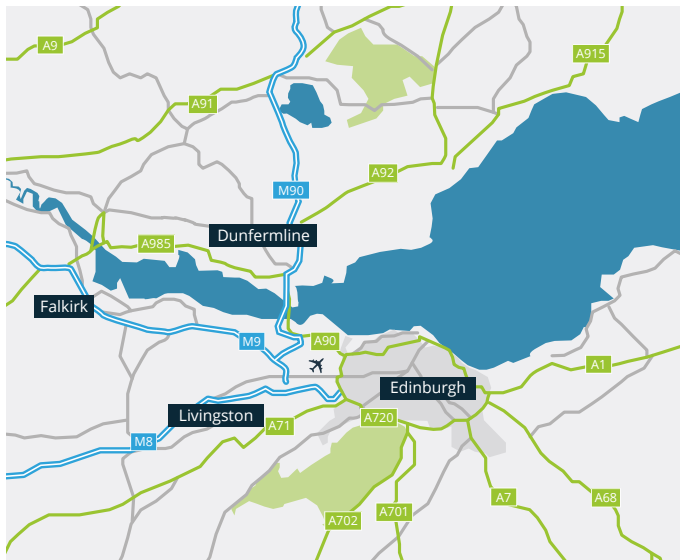 A9
A915
A91
A92
M90
Dunfermline
A985
Falkirk
M9
A90
A1
Edinburgh
Livingston
A720
A71
M8
A7
A68
A701
A702